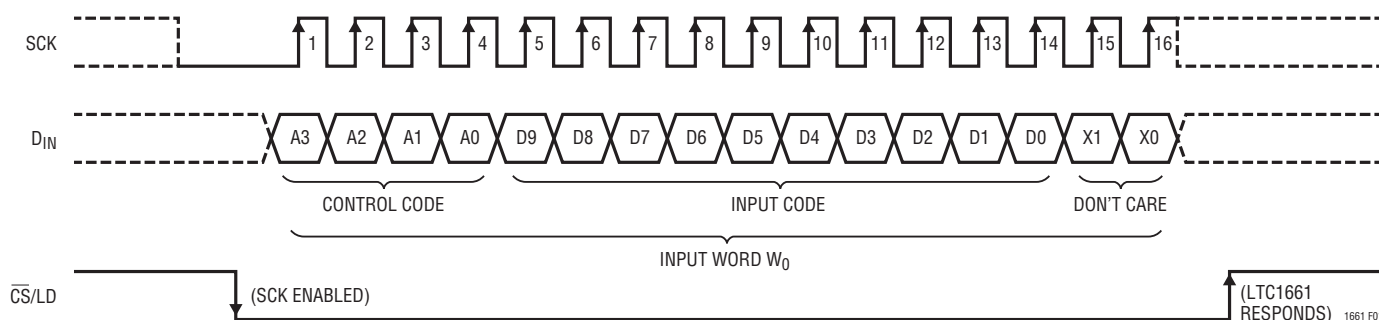 SCK
1 2 3 4 5 6 7 8 9 10 11 12 13 14 15 16
DIN
A3 A2 A1 A0 D9 D8 D7 D6 D5 D4 D3 D2 D1 D0 X1 X0
CONTROL CODE INPUT CODE DON'T CARE
INPUT WORD W0
CS/LD
(SCK ENABLED)
(LTC1661
RESPONDS)
1661